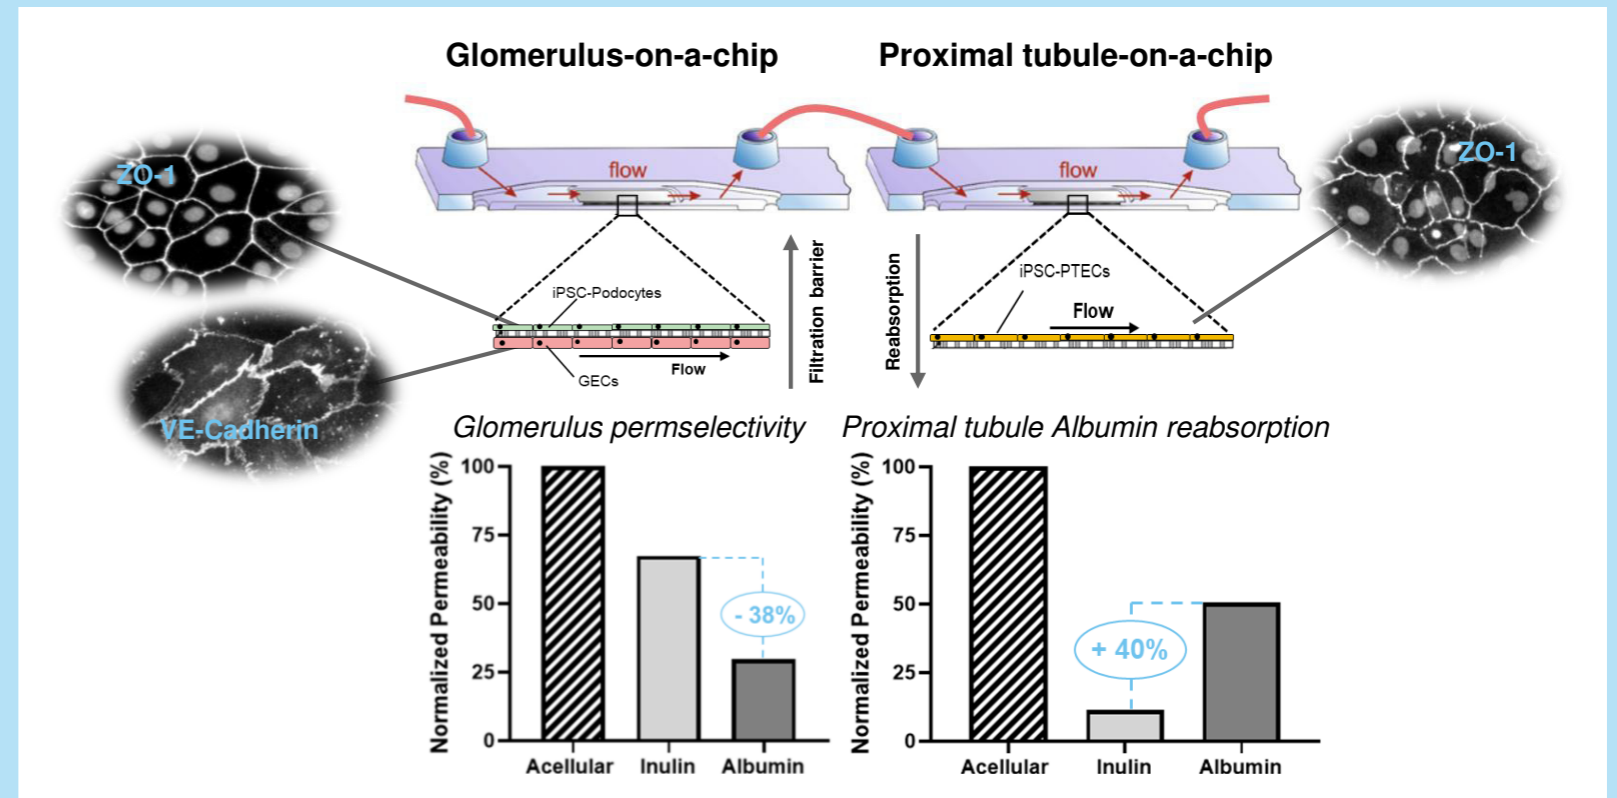 Glomerulus-on-a-chip
Proximal tubule-on-a-chip
ZO-1
flow
flow
ZO-1
VE-Cadherin
iPSC-Podocytes
Flow
GECs
Filtration barrier
Reabsorption
iPSC-PTECs
Flow
Glomerulus permselectivity
Normalized Permeability (%)
100
75
50
25
0
- 38%
Acellular Inulin Albumin
Proximal tubule Albumin reabsorption
Normalized Permeability (%)
100
75
50
25
0
+ 40%
Acellular Inulin Albumin